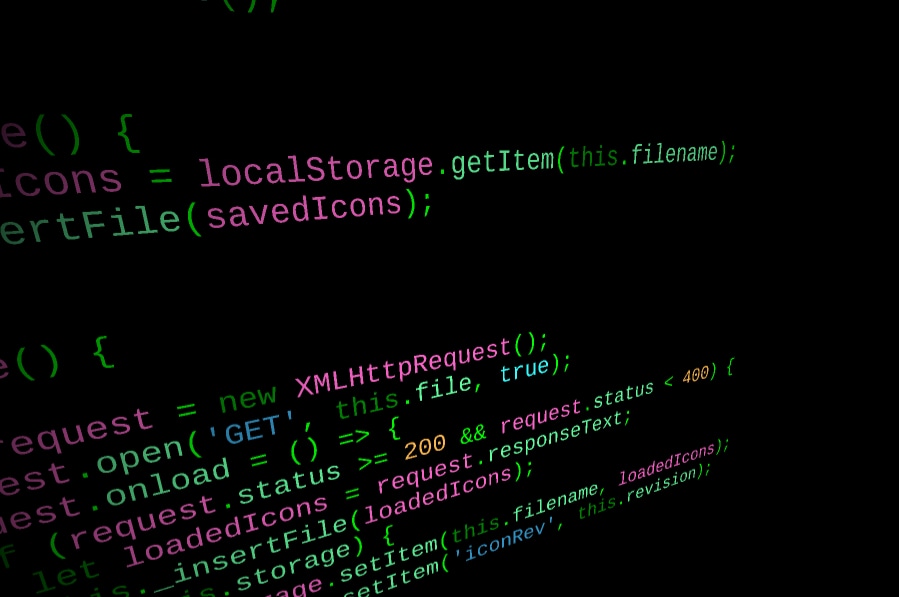 ();
e() {
icons = localStorage.getItem(this.filename);
ertFile(savedIcons);
e() {
request = new XMLHttpRequest();
est.open('GET', this.file, true);
uest.onload = () => {
f (request.status >= 200 && request.status < 400) {
let loadedIcons = request.responseText;
is._insertFile(loadedIcons);
is.storage) {
age.setItem(this.filename, loadedIcons);
setItem('iconRev', this.revision);